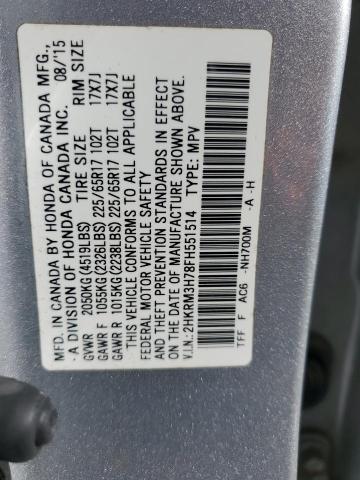 MFD. IN CANADA BY HONDA OF CANADA MFG.,
- A DIVISION OF HONDA CANADA INC. 08/15
TIRE SIZE RIM SIZE
GVWR 2050KG(4519LBS)
GAWR F 1055KG(2326LBS) 225/65R17 102T 17X7J
GAWR R 1015KG(2238LBS) 225/65R17 102T 17X7J
THIS VEHICLE CONFORMS TO ALL APPLICABLE
FEDERAL MOTOR VEHICLE SAFETY
AND THEFT PREVENTION STANDARDS IN EFFECT
ON THE DATE OF MANUFACTURE SHOWN ABOVE.
V.I.N.: 2HKRM3H78FH551514 TYPE: MPV
TFF F AC6 -NH700M -A -H